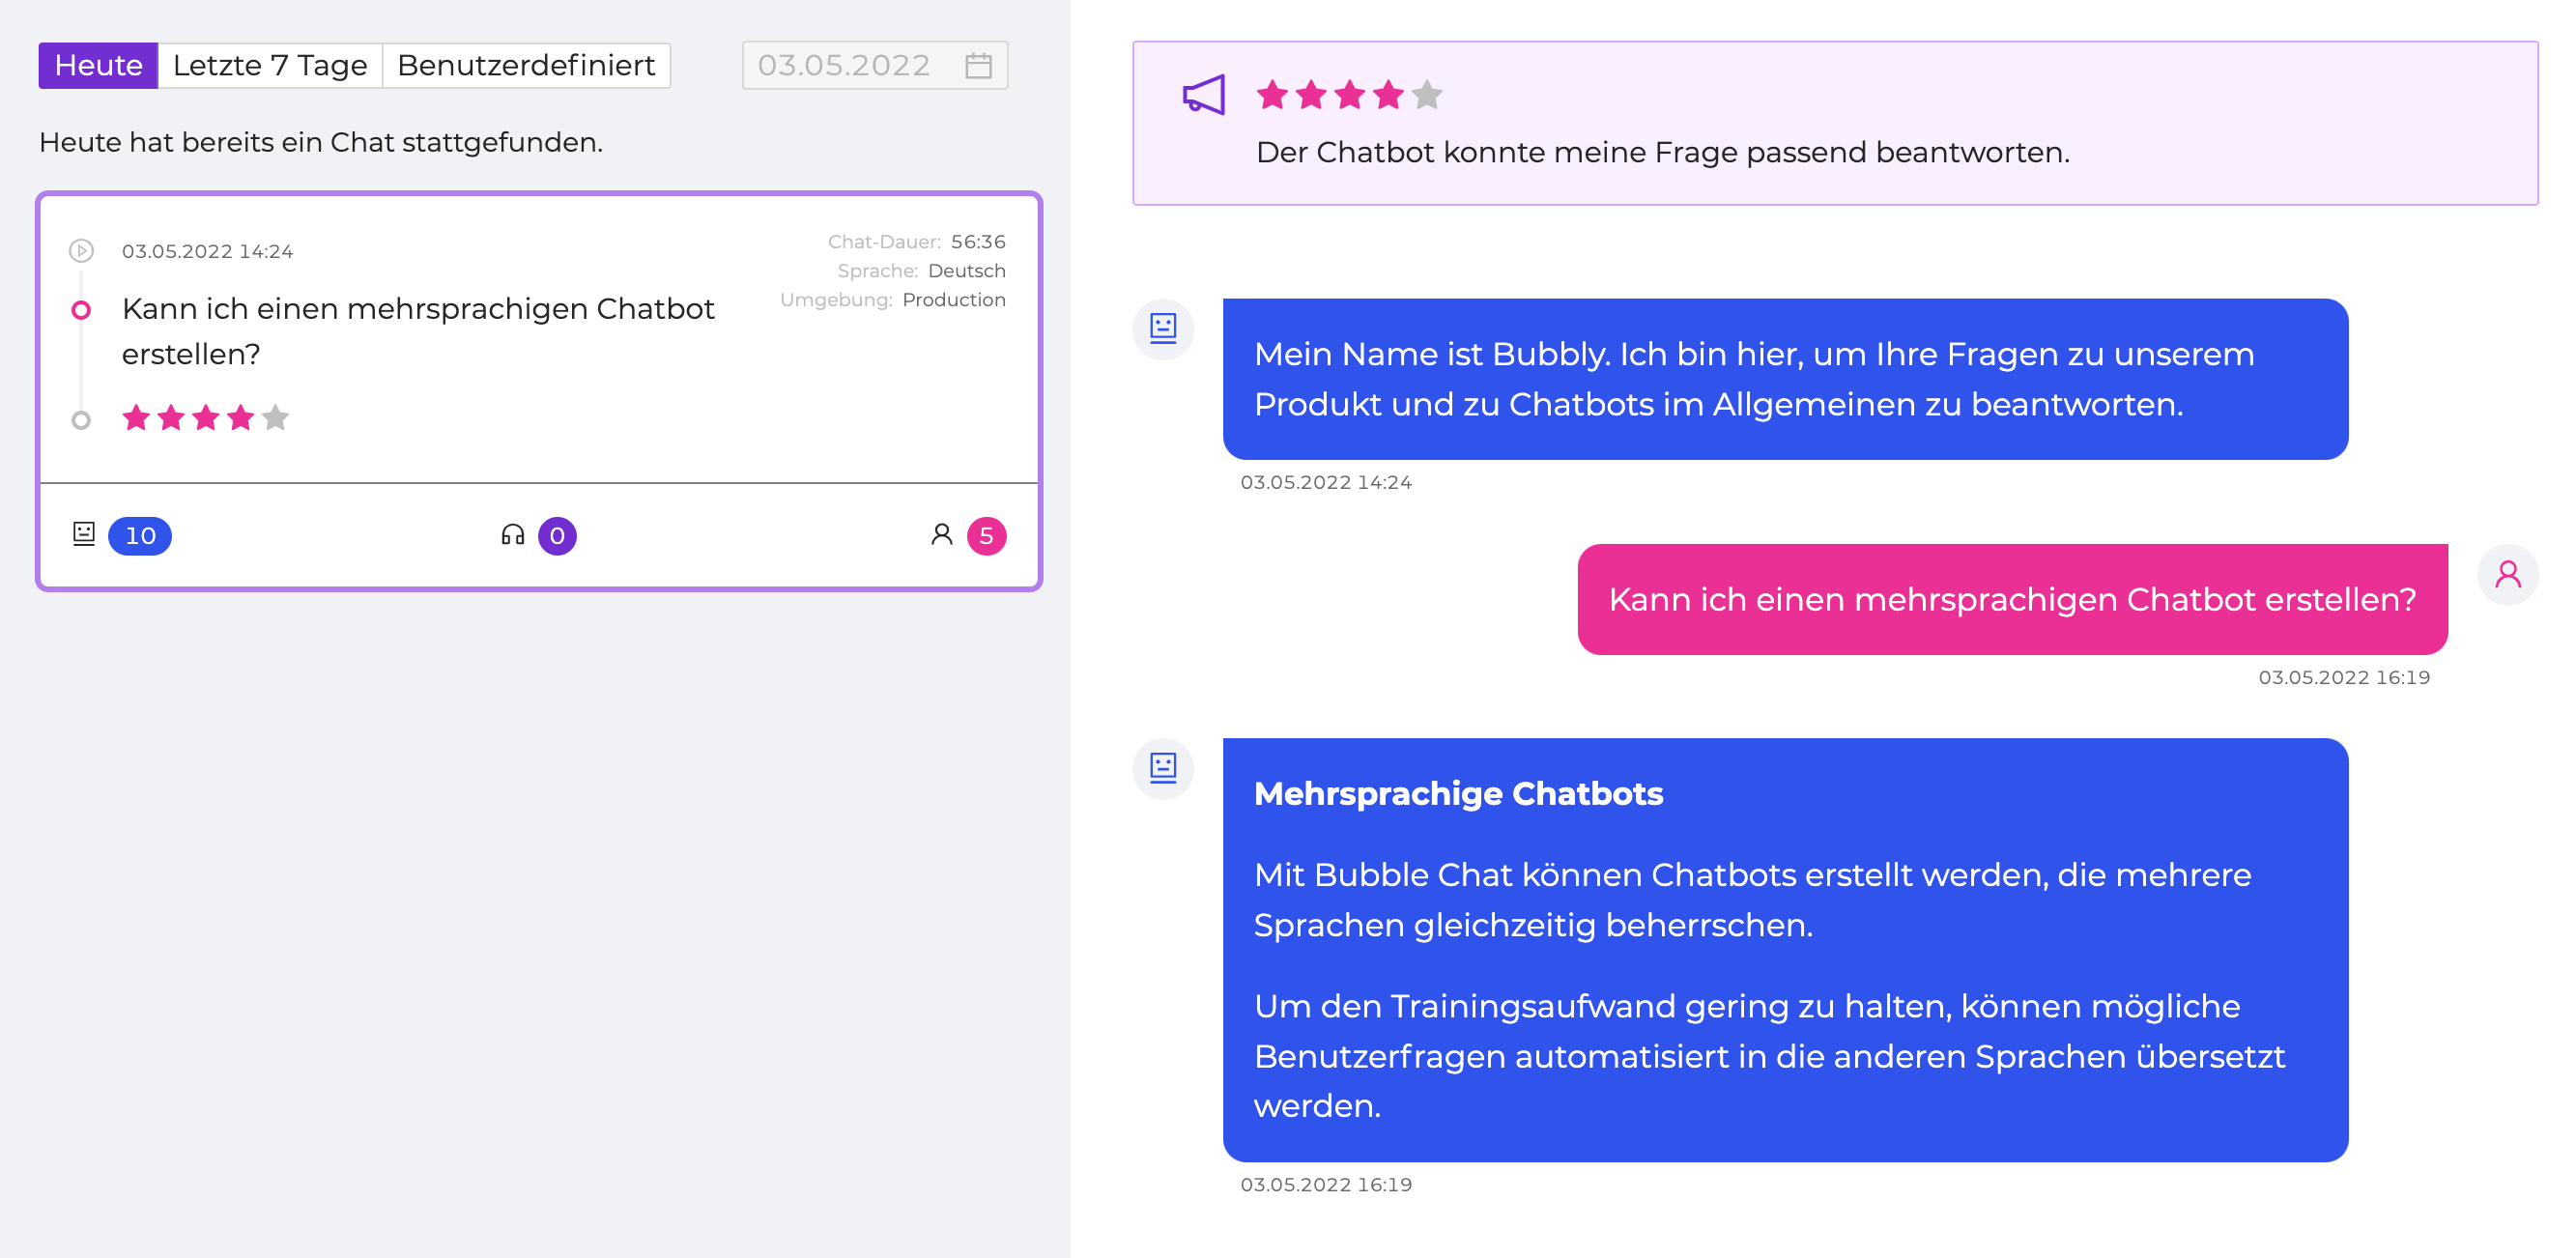 Heute Letzte 7 Tage Benutzerdefiniert 03.05.2022
Heute hat bereits ein Chat stattgefunden.
03.05.2022 14:24
Chat-Dauer: 56:36
Sprache: Deutsch
Umgebung: Production
Kann ich einen mehrsprachigen Chatbot
erstellen?
10 0 5
Der Chatbot konnte meine Frage passend beantworten.
Mein Name ist Bubbly. Ich bin hier, um Ihre Fragen zu unserem
Produkt und zu Chatbots im Allgemeinen zu beantworten.
03.05.2022 14:24
Kann ich einen mehrsprachigen Chatbot erstellen?
03.05.2022 16:19
Mehrsprachige Chatbots
Mit Bubble Chat können Chatbots erstellt werden, die mehrere
Sprachen gleichzeitig beherrschen.
Um den Trainingsaufwand gering zu halten, können mögliche
Benutzerfragen automatisiert in die anderen Sprachen übersetzt
werden.
03.05.2022 16:19